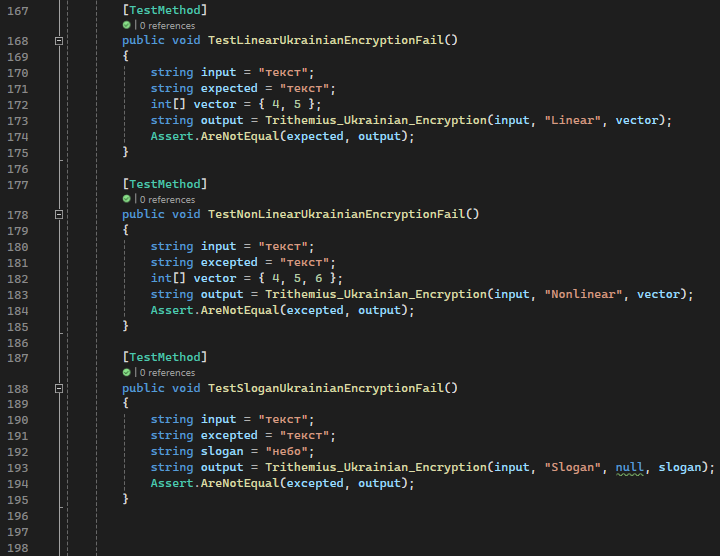 167 [TestMethod]
0 references
168 public void TestLinearUkrainianEncryptionFail()
169 {
170 string input = "текст";
171 string expected = "текст";
172 int[] vector = { 4, 5 };
173 string output = Trithemius_Ukrainian_Encryption(input, "Linear", vector);
174 Assert.AreNotEqual(expected, output);
175 }
176
177 [TestMethod]
0 references
178 public void TestNonLinearUkrainianEncryptionFail()
179 {
180 string input = "текст";
181 string excepted = "текст";
182 int[] vector = { 4, 5, 6 };
183 string output = Trithemius_Ukrainian_Encryption(input, "Nonlinear", vector);
184 Assert.AreNotEqual(excepted, output);
185 }
186
187 [TestMethod]
0 references
188 public void TestSloganUkrainianEncryptionFail()
189 {
190 string input = "текст";
191 string excepted = "текст";
192 string slogan = "небо";
193 string output = Trithemius_Ukrainian_Encryption(input, "Slogan", null, slogan);
194 Assert.AreNotEqual(excepted, output);
195 }
196
197
198